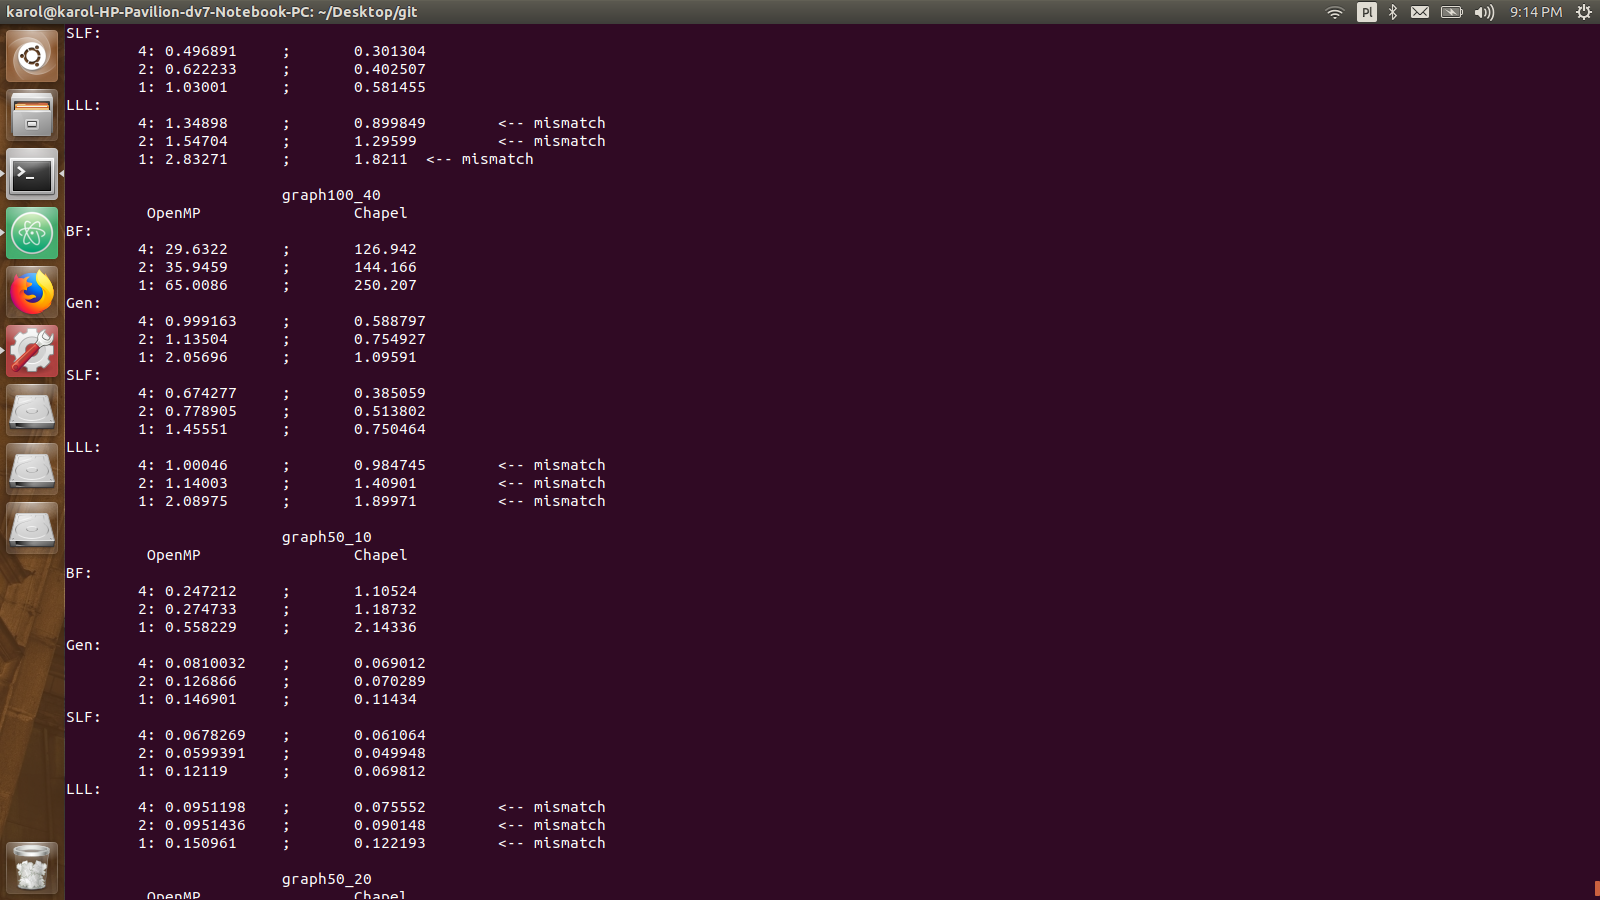 karol@karol-HP-Pavilion-dv7-Notebook-PC: ~/Desktop/git
Pl
9:14 PM
SLF:
4: 0.496891 ; 0.301304
2: 0.622233 ; 0.402507
1: 1.03001 ; 0.581455
LLL:
4: 1.34898 ; 0.899849 <-- mismatch
2: 1.54704 ; 1.29599 <-- mismatch
1: 2.83271 ; 1.8211 <-- mismatch
graph100_40
OpenMP Chapel
BF:
4: 29.6322 ; 126.942
2: 35.9459 ; 144.166
1: 65.0086 ; 250.207
Gen:
4: 0.999163 ; 0.588797
2: 1.13504 ; 0.754927
1: 2.05696 ; 1.09591
SLF:
4: 0.674277 ; 0.385059
2: 0.778905 ; 0.513802
1: 1.45551 ; 0.750464
LLL:
4: 1.00046 ; 0.984745 <-- mismatch
2: 1.14003 ; 1.40901 <-- mismatch
1: 2.08975 ; 1.89971 <-- mismatch
graph50_10
OpenMP Chapel
BF:
4: 0.247212 ; 1.10524
2: 0.274733 ; 1.18732
1: 0.558229 ; 2.14336
Gen:
4: 0.0810032 ; 0.069012
2: 0.126866 ; 0.070289
1: 0.146901 ; 0.11434
SLF:
4: 0.0678269 ; 0.061064
2: 0.0599391 ; 0.049948
1: 0.12119 ; 0.069812
LLL:
4: 0.0951198 ; 0.075552 <-- mismatch
2: 0.0951436 ; 0.090148 <-- mismatch
1: 0.150961 ; 0.122193 <-- mismatch
graph50_20
OpenMP Chapel